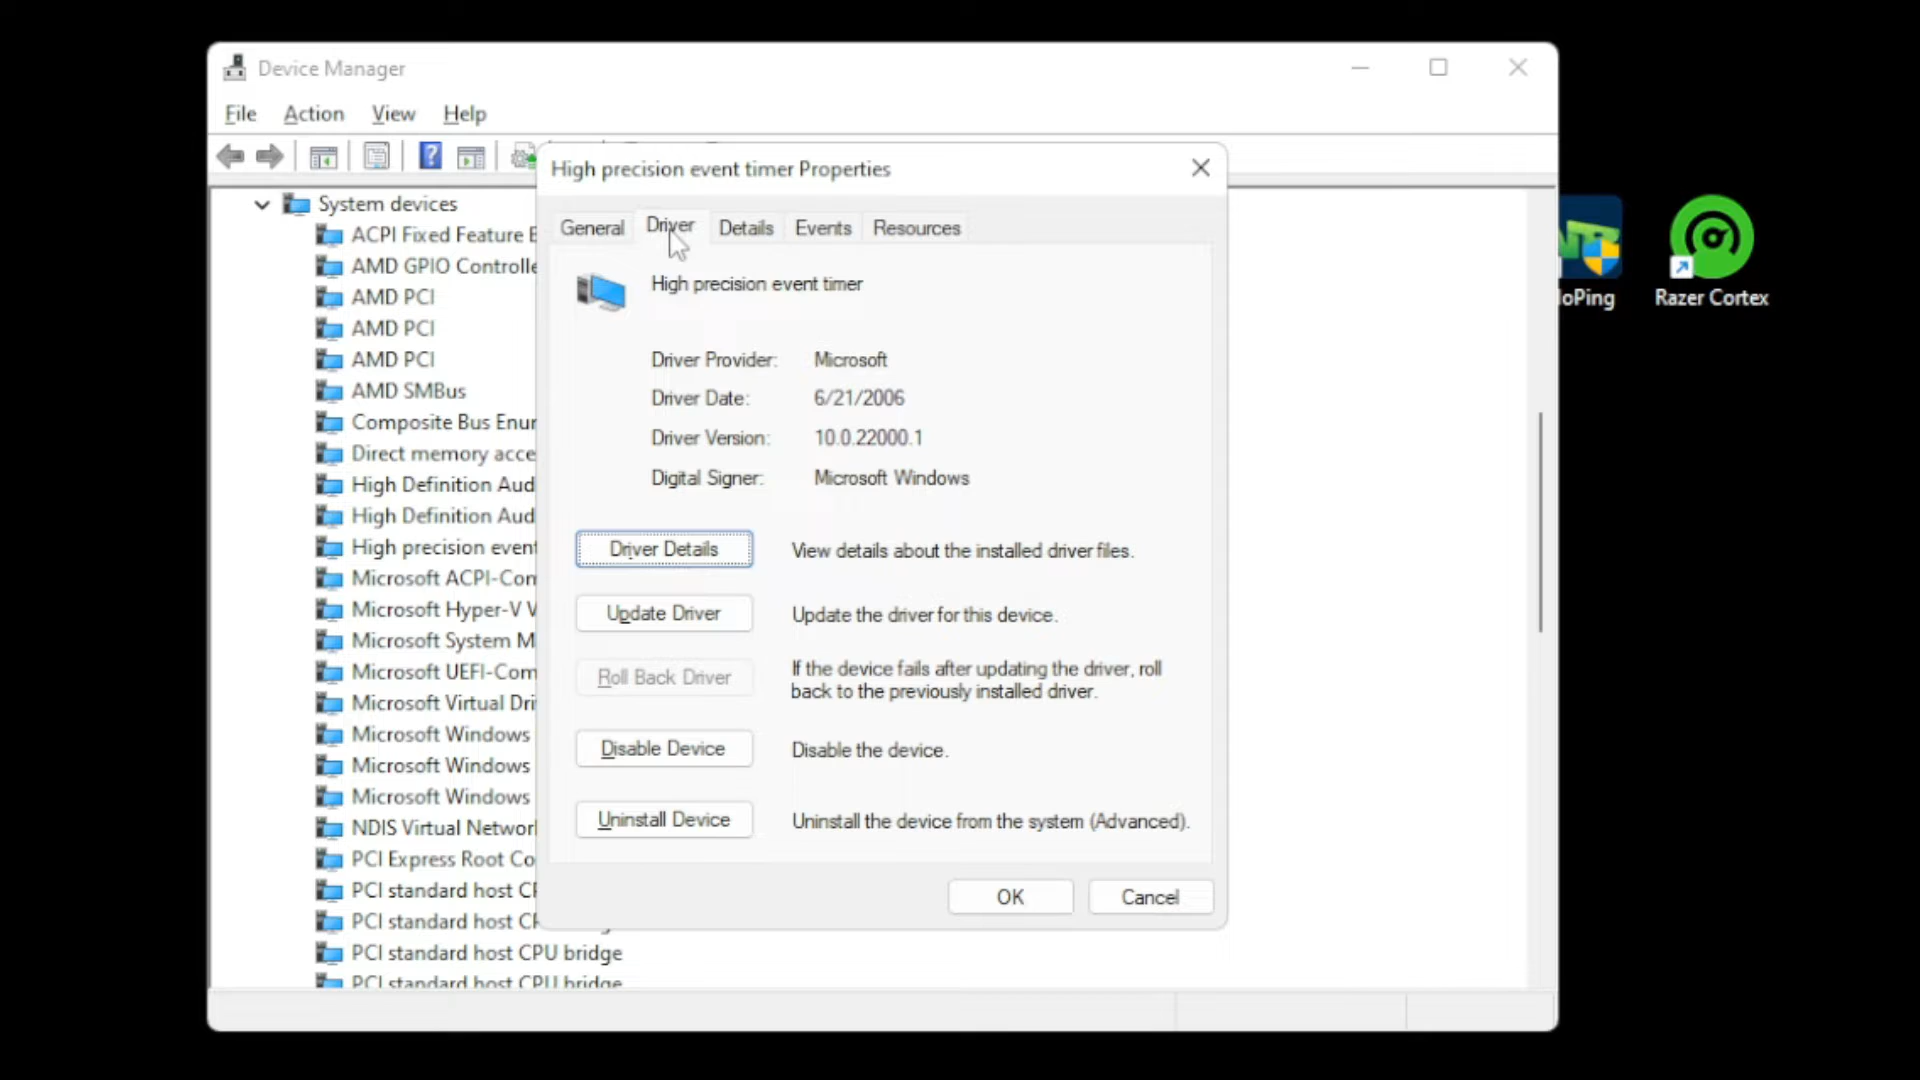 Device Manager
File Action View Help
High precision event timer Properties
General Driver Details Events Resources
High precision event timer
Driver Provider: Microsoft
Driver Date: 6/21/2006
Driver Version: 10.0.22000.1
Digital Signer: Microsoft Windows
Driver Details View details about the installed driver files.
Update Driver Update the driver for this device.
Roll Back Driver If the device fails after updating the driver, roll
back to the previously installed driver.
Disable Device Disable the device.
Uninstall Device Uninstall the device from the system (Advanced).
OK Cancel
System devices
ACPI Fixed Feature
AMD GPIO Controlle
AMD PCI
AMD PCI
AMD PCI
AMD SMBus
Composite Bus Enu
Direct memory acce
High Definition Aud
High Definition Aud
High precision event
Microsoft ACPI-Com
Microsoft Hyper-V V
Microsoft System M
Microsoft UEFI-Com
Microsoft Virtual Dri
Microsoft Windows
Microsoft Windows
Microsoft Windows
NDIS Virtual Network
PCI Express Root Co
PCI standard host CP
PCI standard host CP
PCI standard host CPU bridge
PCI standard host CPU bridge
oPing
Razer Cortex